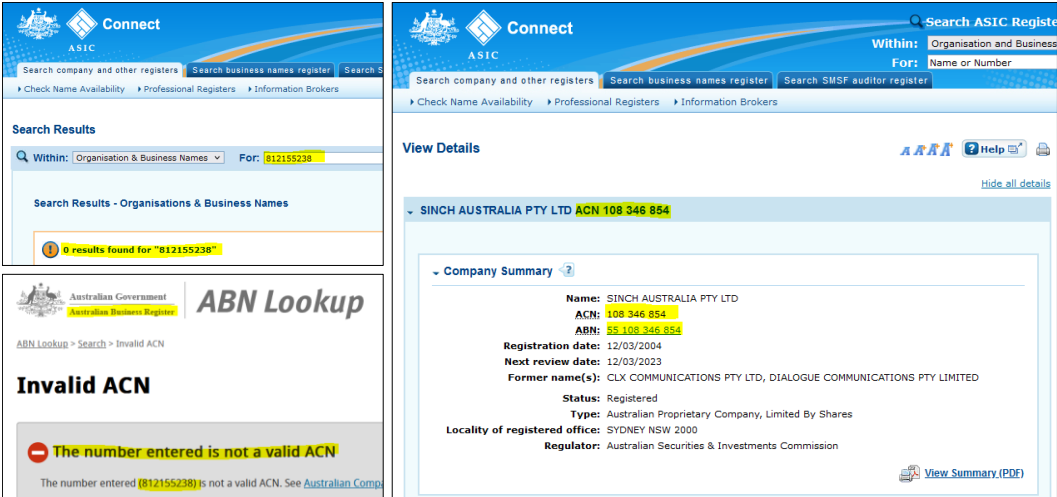 Connect
ASIC
Search company and other registers Search business names register Search S
Check Name Availability Professional Registers Information Brokers
Search Results
Within: Organisation & Business Names For: 812155238
Search Results - Organisations & Business Names
0 results found for "812155238"
Australian Government
Australian Business Register
ABN Lookup
ABN Lookup > Search > Invalid ACN
Invalid ACN
The number entered is not a valid ACN
The number entered (812155238) is not a valid ACN. See Australian Compa
Connect
ASIC
Search ASIC Registe
Within: Organisation and Business
For: Name or Number
Search company and other registers Search business names register Search SMSF auditor register
Check Name Availability Professional Registers Information Brokers
View Details
A A A A Help
Hide all details
SINCH AUSTRALIA PTY LTD ACN 108 346 854
Company Summary ?
Name: SINCH AUSTRALIA PTY LTD
ACN: 108 346 854
ABN: 55 108 346 854
Registration date: 12/03/2004
Next review date: 12/03/2023
Former name(s): CLX COMMUNICATIONS PTY LTD, DIALOGUE COMMUNICATIONS PTY LIMITED
Status: Registered
Type: Australian Proprietary Company, Limited By Shares
Locality of registered office: SYDNEY NSW 2000
Regulator: Australian Securities & Investments Commission
View Summary (PDF)